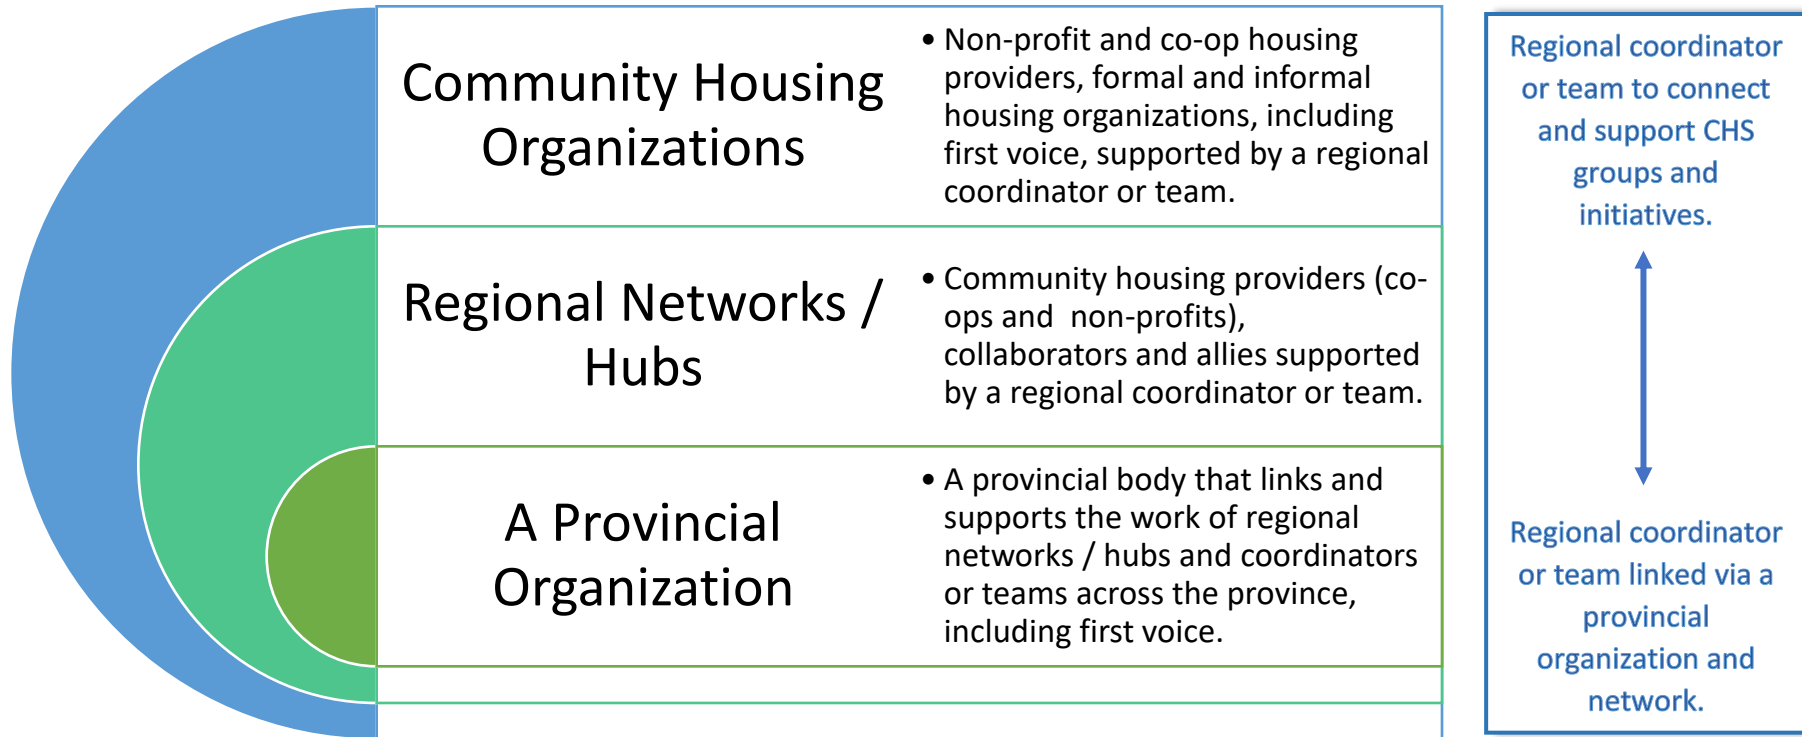 Community Housing
Organizations
• Non-profit and co-op housing
providers, formal and informal
housing organizations, including
first voice, supported by a regional
coordinator or team.
Regional Networks /
Hubs
• Community housing providers (co-
ops and  non-profits),
collaborators and allies supported
by a regional coordinator or team.
A Provincial
Organization
• A provincial body that links and
supports the work of regional
networks / hubs and coordinators
or teams across the province,
including first voice.
Regional coordinator
or team to connect
and support CHS
groups and
initiatives.
Regional coordinator
or team linked via a
provincial
organization and
network.